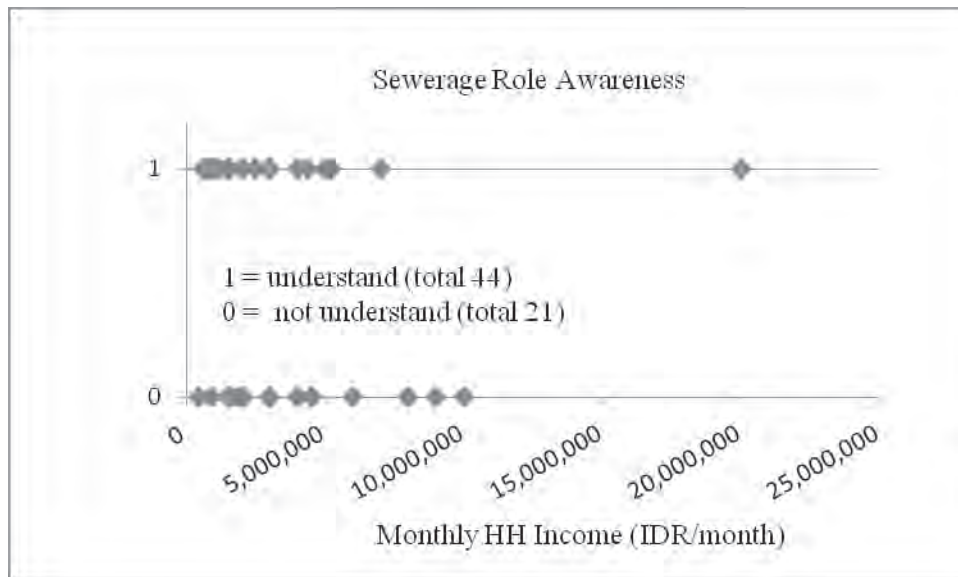 Sewerage Role Awareness
1
1 = understand (total 44)
0 = not understand (total 21)
0
0
5,000,000
10,000,000
15,000,000
20,000,000
25,000,000
Monthly HH Income (IDR/month)